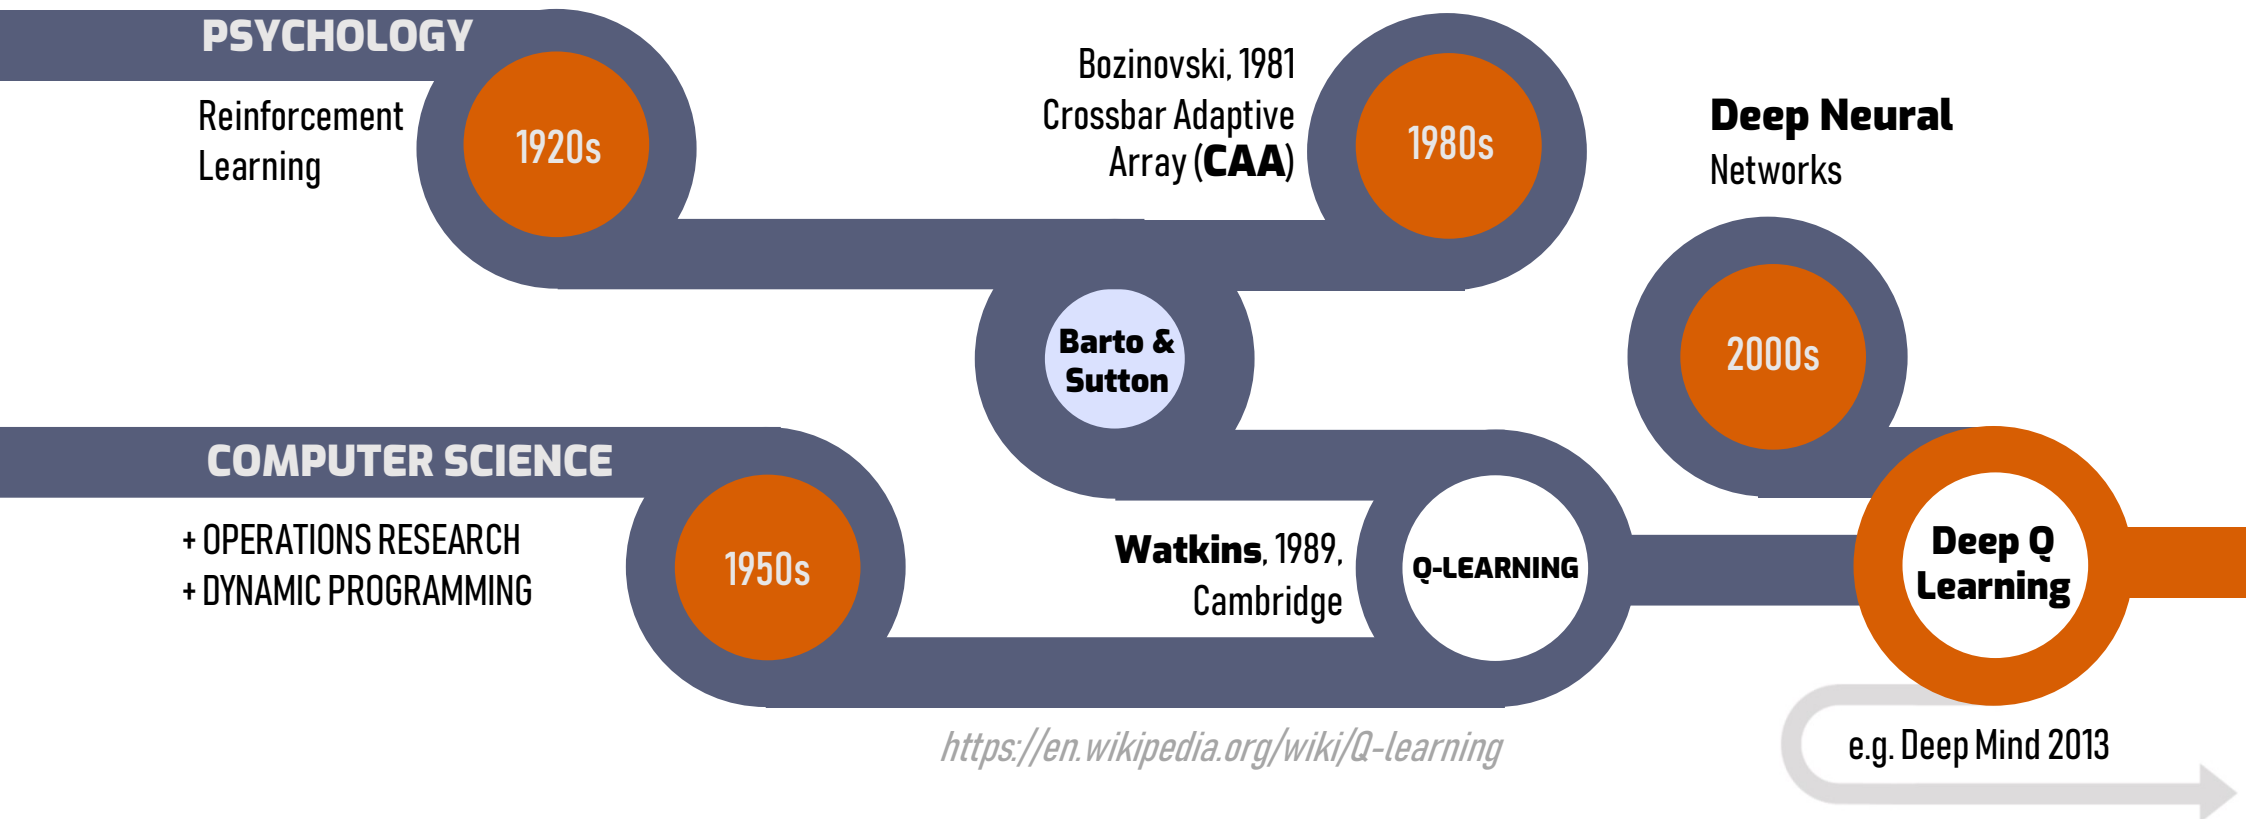 PSYCHOLOGY
Reinforcement
Learning
1920s
Bozinovski, 1981
Crossbar Adaptive
Array (CAA)
1980s
Deep Neural
Networks
2000s
Barto &
Sutton
COMPUTER SCIENCE
+ OPERATIONS RESEARCH
+ DYNAMIC PROGRAMMING
1950s
Watkins, 1989,
Cambridge
Q-LEARNING
Deep Q
Learning
https://en.wikipedia.org/wiki/Q-learning
e.g. Deep Mind 2013